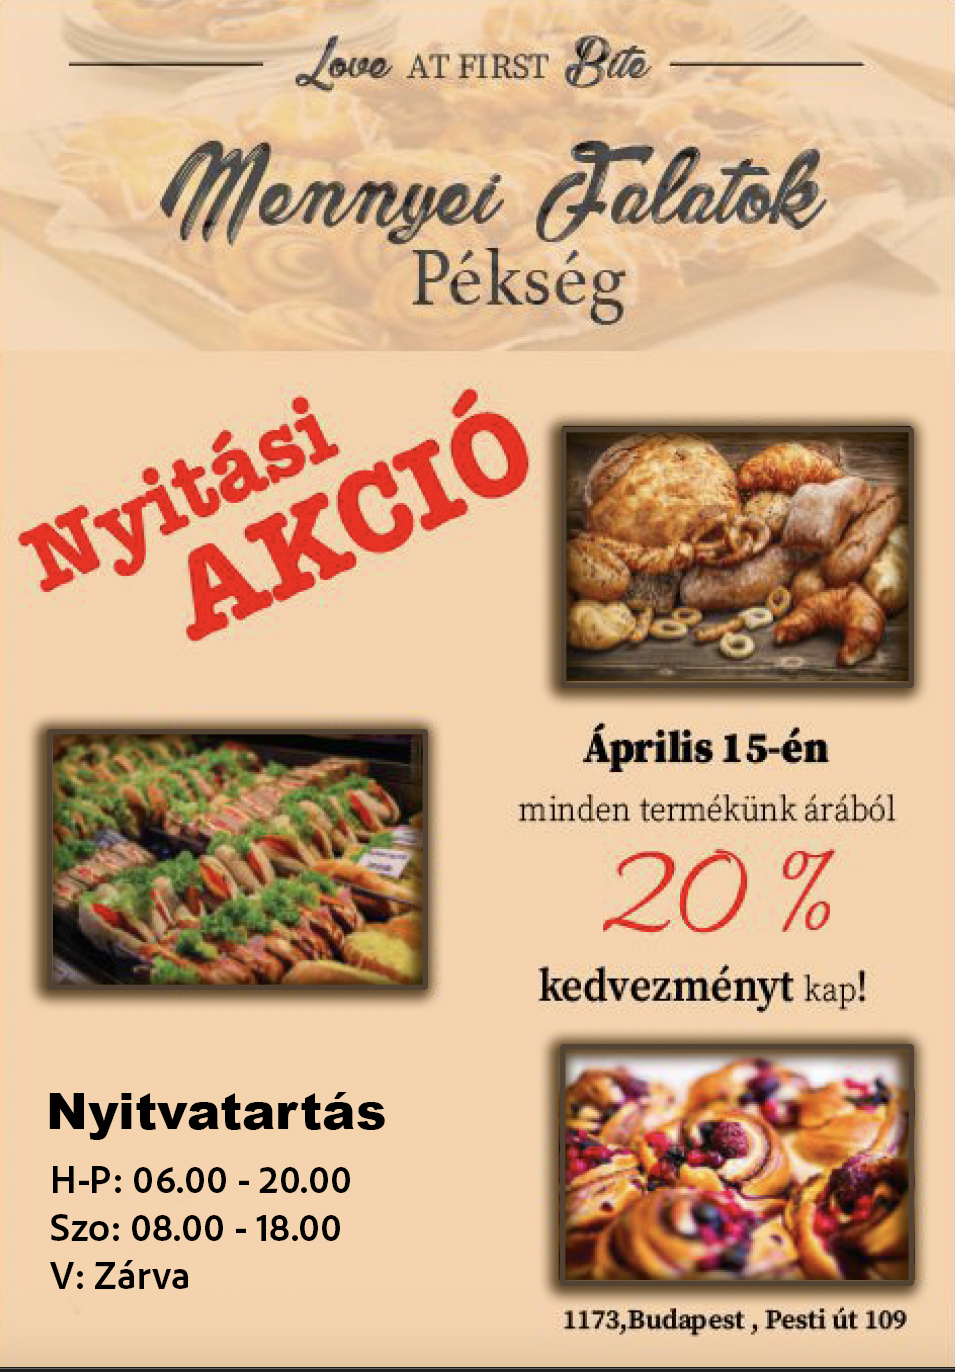 Love AT FIRST Bite
Mennyei Falatok
Pékség
Nyitási
AKCIÓ
Április 15-én
minden termékünk árából
20 %
kedvezményt kap!
Nyitvatartás
H-P: 06.00 - 20.00
Szo: 08.00 - 18.00
V: Zárva
1173,Budapest , Pesti út 109